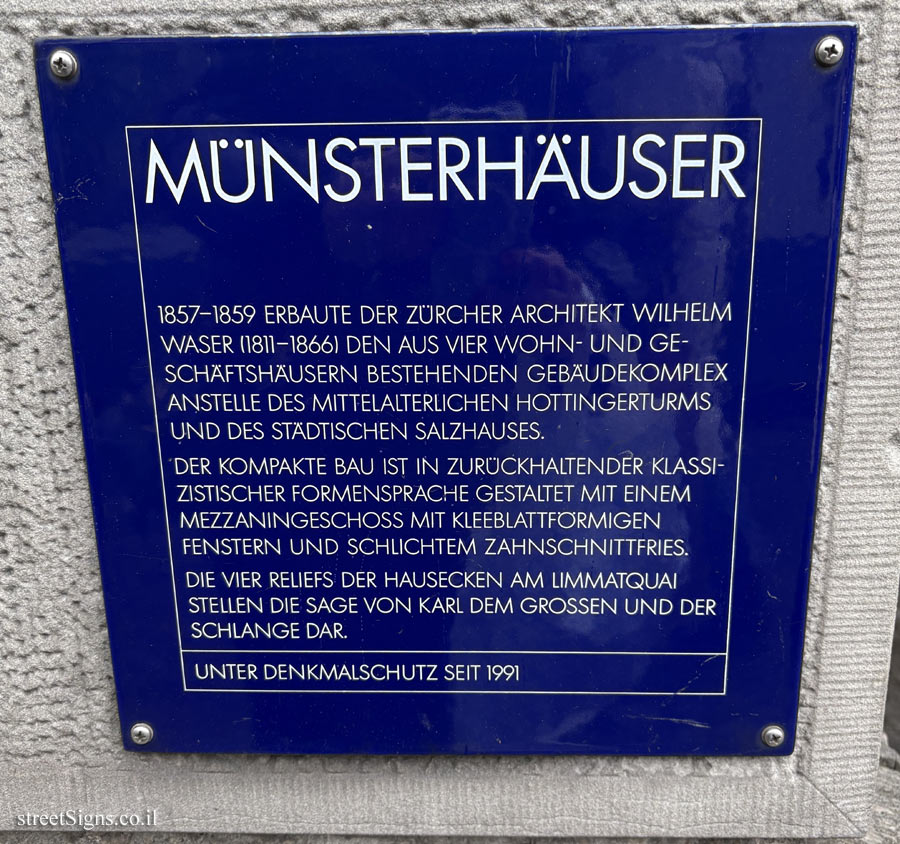 MÜNSTERHÄUSER
1857–1859 ERBAUTE DER ZÜRCHER ARCHITEKT WILHELM
WASER (1811–1866) DEN AUS VIER WOHN- UND GE-
SCHÄFTSHÄUSERN BESTEHENDEN GEBÄUDEKOMPLEX
ANSTELLE DES MITTELALTERLICHEN HOTTINGERTURMS
UND DES STÄDTISCHEN SALZHAUSES.
DER KOMPAKTE BAU IST IN ZURÜCKHALTENDER KLASSI-
ZISTISCHER FORMENSPRACHE GESTALTET MIT EINEM
MEZZANINGESCHOSS MIT KLEEBLATTFÖRMIGEN
FENSTERN UND SCHLICHTEM ZAHNSCHNITTFRIES.
DIE VIER RELIEFS DER HAUSECKEN AM LIMMATQUAI
STELLEN DIE SAGE VON KARL DEM GROSSEN UND DER
SCHLANGE DAR.
UNTER DENKMALSCHUTZ SEIT 1991
streetSigns.co.il